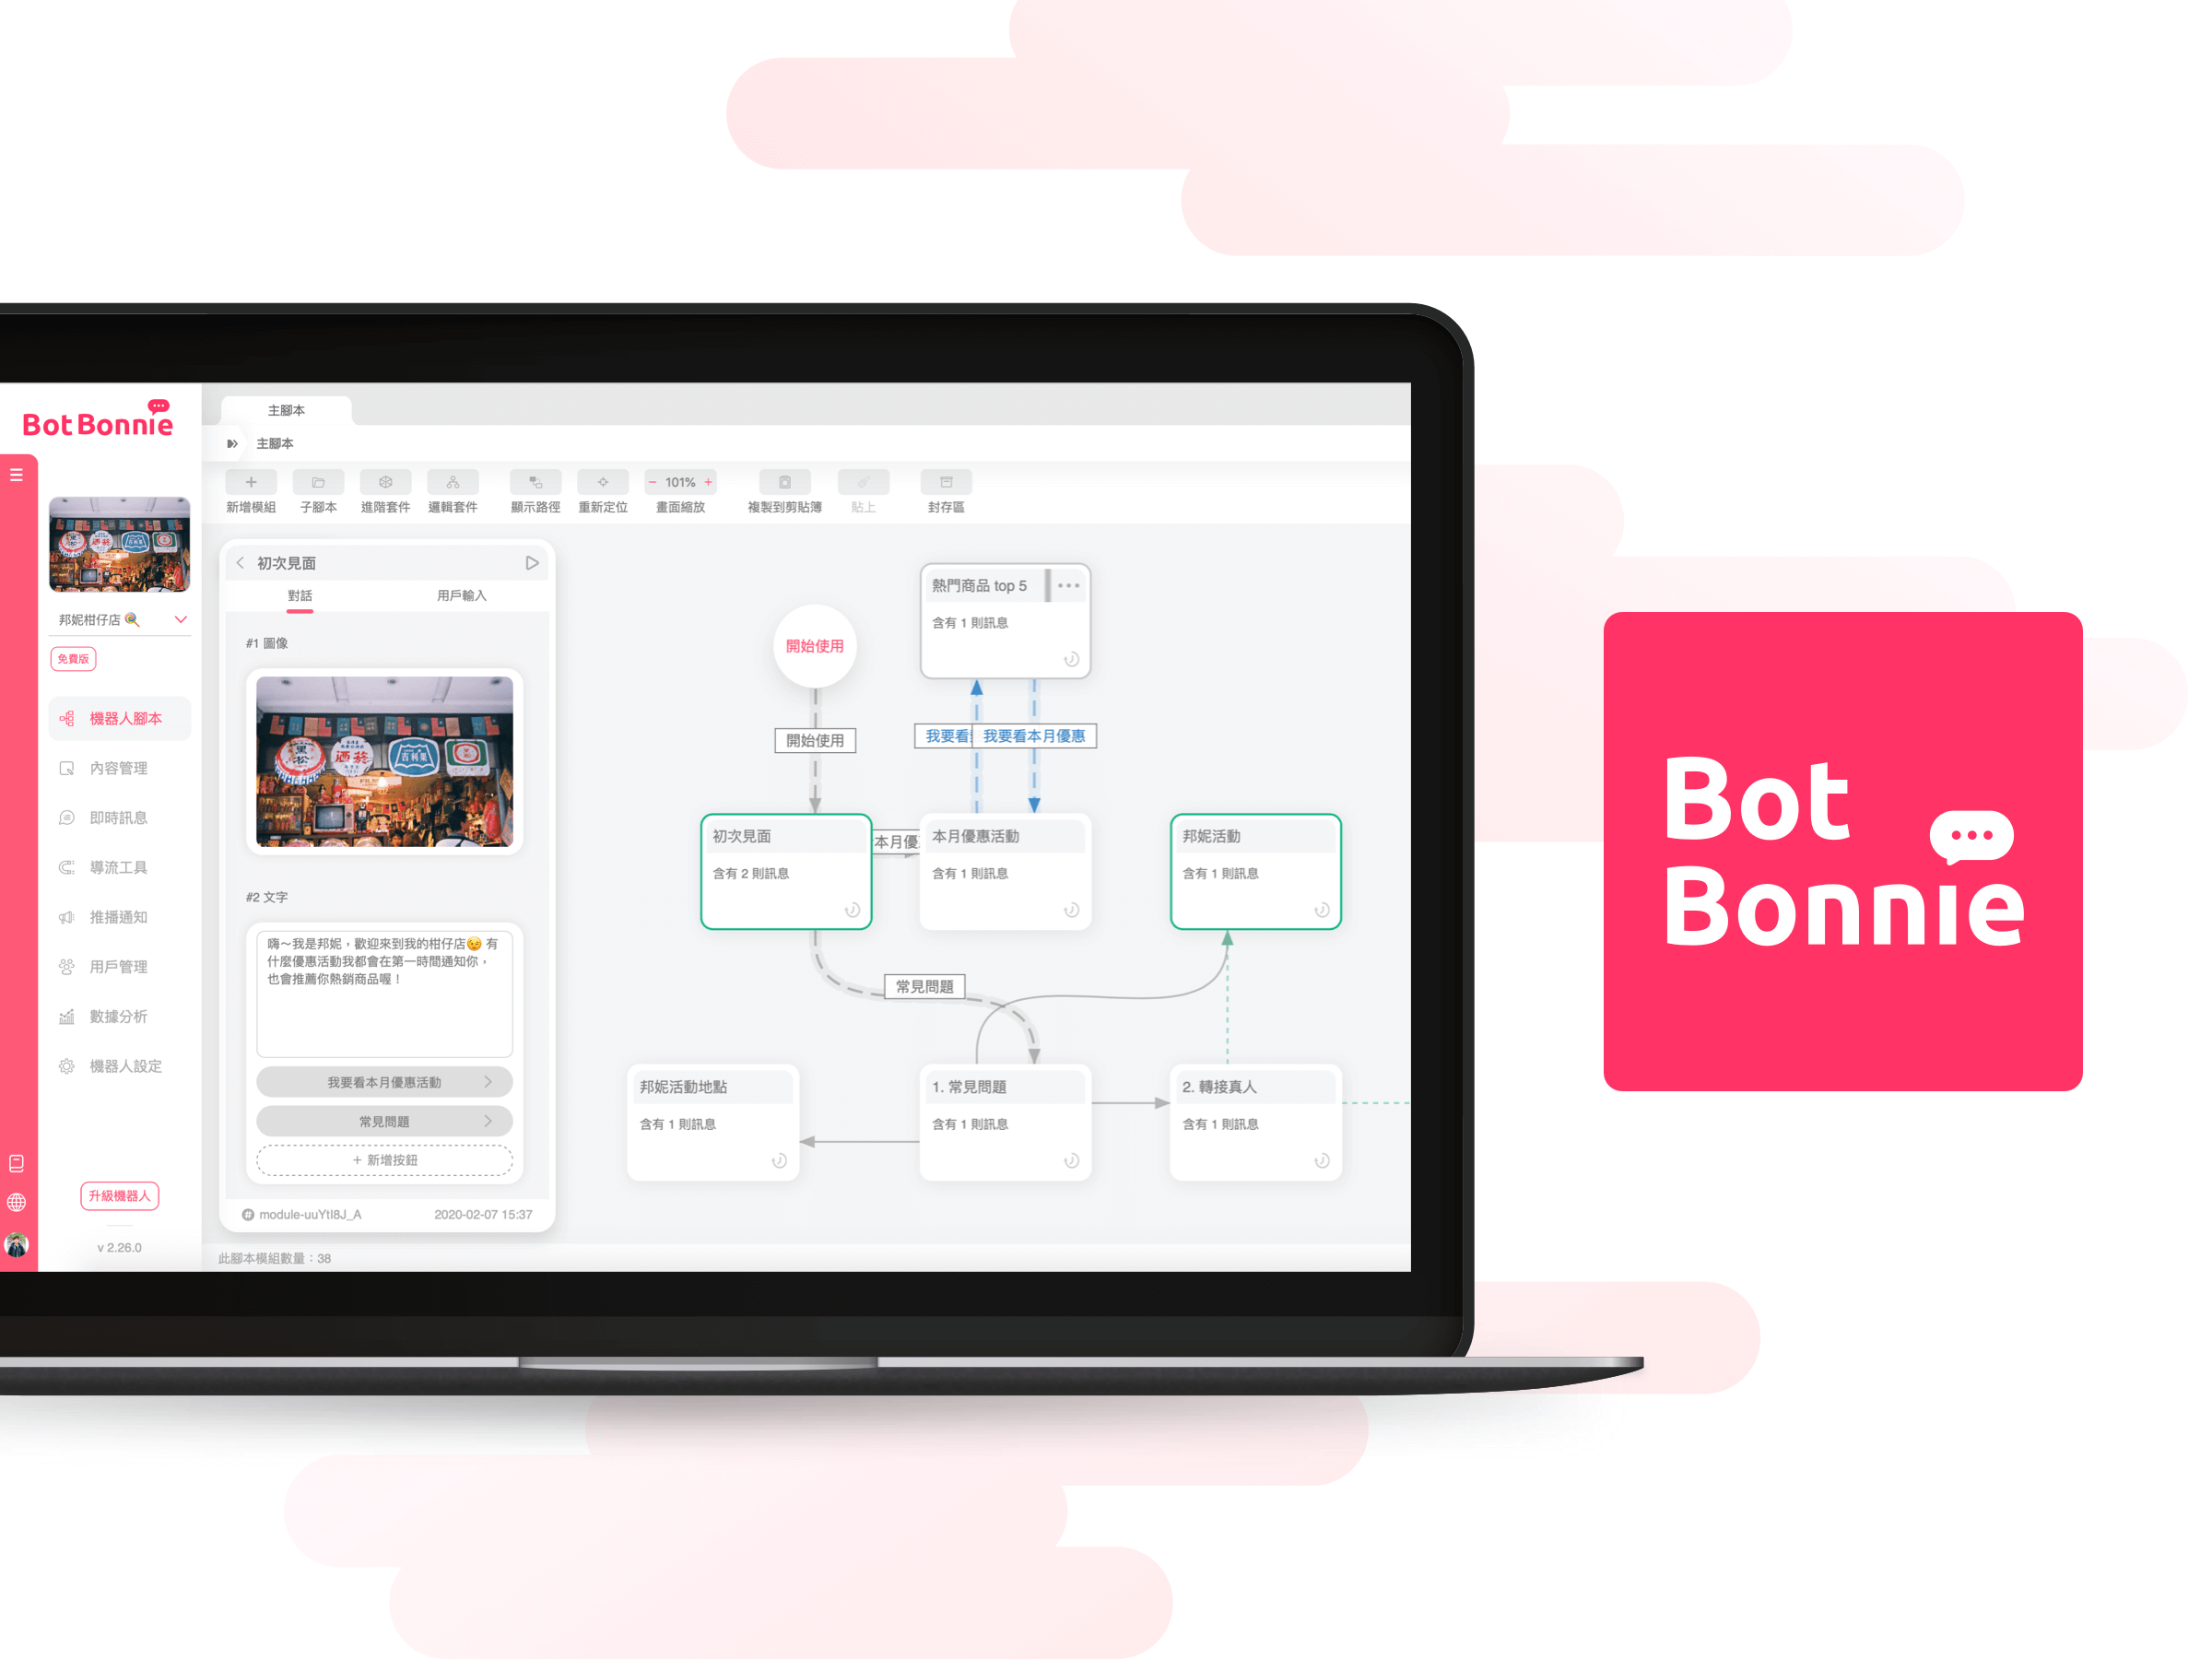 BotBonnie
邦妮柑仔店
免費版
機器人腳本
內容管理
即時訊息
導流工具
推播通知
用戶管理
數據分析
機器人設定
升級機器人
v 2.26.0
主腳本
主腳本
新增模組
子腳本
進階套件
邏輯套件
顯示路徑
重新定位
− 101% +
畫面縮放
複製到剪貼簿
貼上
封存區
初次見面
對話
用戶輸入
#1 圖像
黑松
酒菸
吉利果
#2 文字
嗨～我是邦妮，歡迎來到我的柑仔店😉 有
什麼優惠活動我都會在第一時間通知你，
也會推薦你熱銷商品喔！
我要看本月優惠活動
常見問題
+ 新增按鈕
module-uuYtI8J_A
2020-02-07 15:37
此腳本模組數量：38
開始使用
開始使用
熱門商品 top 5
含有 1 則訊息
我要看
我要看本月優惠
初次見面
含有 2 則訊息
本月優
本月優惠活動
含有 1 則訊息
邦妮活動
含有 1 則訊息
常見問題
邦妮活動地點
含有 1 則訊息
1. 常見問題
含有 1 則訊息
2. 轉接真人
含有 1 則訊息
Bot
Bonnie